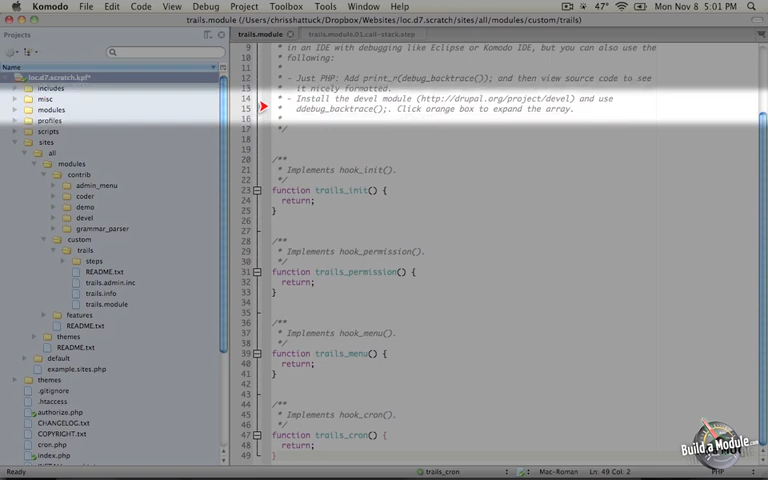 Komodo File Edit Code Navigation Debug Project View Tools Window Help 47° Mon Nov 8 5:01 PM
trails.module (/Users/chrisshattuck/Dropbox/Websites/loc.d7.scratch/sites/all/modules/custom/trails)
Projects
Name
loc.d7.scratch.kpf*
includes
misc
modules
profiles
scripts
sites
all
modules
contrib
admin_menu
coder
demo
devel
grammar_parser
custom
trails
steps
README.txt
trails.admin.inc
trails.info
trails.module
features
README.txt
themes
README.txt
default
example.sites.php
themes
.gitignore
.htaccess
authorize.php
CHANGELOG.txt
COPYRIGHT.txt
cron.php
index.php
trails.module trails.module.01.call-stack.step
9 in an IDE with debugging like Eclipse or Komodo IDE, but you can also use the
10 * following:
11 *
12 * - Just PHP: Add print_r(debug_backtrace()); and then view source code to see
13 * it nicely formatted.
14 * - Install the devel module (http://drupal.org/project/devel) and use
15 * ddebug_backtrace();. Click orange box to expand the array.
16 *
17 */
18
19
20 /**
21 * Implements hook_init().
22 */
23 function trails_init() {
24 return;
25 }
26
27
28 /**
29 * Implements hook_permission().
30 */
31 function trails_permission() {
32 return;
33 }
34
35
36 /**
37 * Implements hook_menu().
38 */
39 function trails_menu() {
40 return;
41 }
42
43
44 /**
45 * Implements hook_cron().
46 */
47 function trails_cron() {
48 return;
49 }
Build a Module.com
Ready trails_cron Mac-Roman Ln: 49 Col: 2 PHP